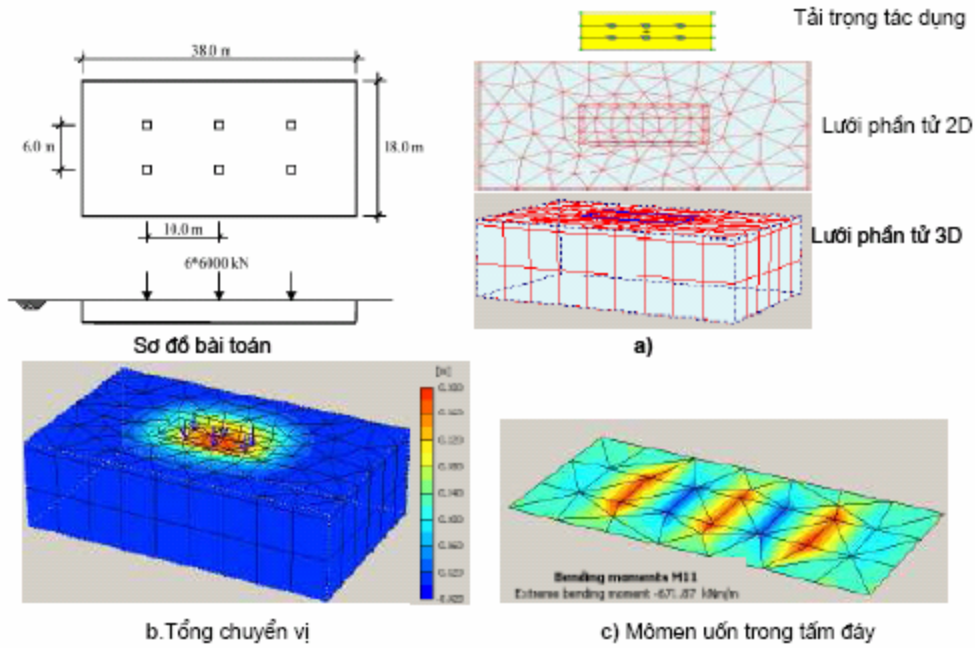 Tải trọng tác dụng
38.0 m
6.0 m
18.0 m
Lưới phần tử 2D
10.0 m
Lưới phần tử 3D
6*6000 kN
Sơ đồ bài toán
a)
Bending moments M11
Extreme bending moment kNm/m
b.Tổng chuyển vị
c) Mômen uốn trong tấm đáy